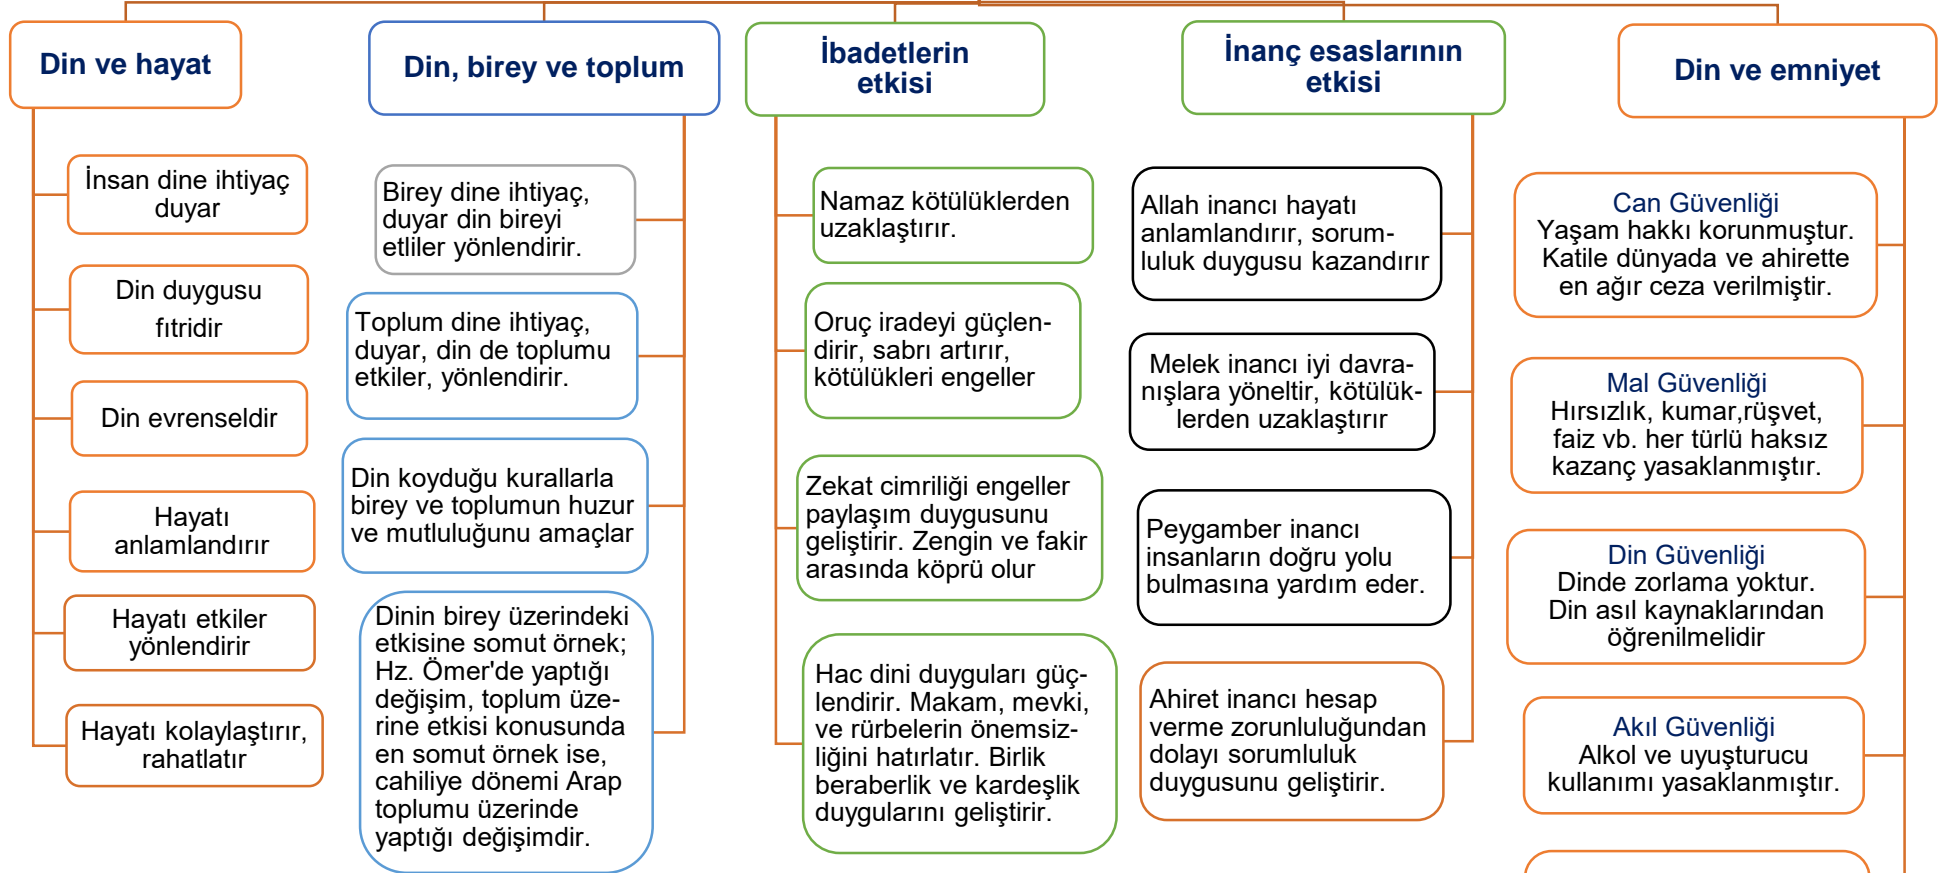 Din ve hayat
İnsan dine ihtiyaç
duyar
Din duygusu
fıtridir
Din evrenseldir
Hayatı
anlamlandırır
Hayatı etkiler
yönlendirir
Hayatı kolaylaştırır,
rahatlatır
Din, birey ve toplum
Birey dine ihtiyaç,
duyar din bireyi
etliler yönlendirir.
Toplum dine ihtiyaç,
duyar, din de toplumu
etkiler, yönlendirir.
Din koyduğu kurallarla
birey ve toplumun huzur
ve mutluluğunu amaçlar
Dinin birey üzerindeki
etkisine somut örnek;
Hz. Ömer'de yaptığı
değişim, toplum üze-
rine etkisi konusunda
en somut örnek ise,
cahiliye dönemi Arap
toplumu üzerinde
yaptığı değişimdir.
İbadetlerin
etkisi
Namaz kötülüklerden
uzaklaştırır.
Oruç iradeyi güçlen-
dirir, sabrı artırır,
kötülükleri engeller
Zekat cimriliği engeller
paylaşım duygusunu
geliştirir. Zengin ve fakir
arasında köprü olur
Hac dini duyguları güç-
lendirir. Makam, mevki,
ve rürbelerin önemsiz-
liğini hatırlatır. Birlik
beraberlik ve kardeşlik
duygularını geliştirir.
İnanç esaslarının
etkisi
Allah inancı hayatı
anlamlandırır, sorum-
luluk duygusu kazandırır
Melek inancı iyi davra-
nışlara yöneltir, kötülük-
lerden uzaklaştırır
Peygamber inancı
insanların doğru yolu
bulmasına yardım eder.
Ahiret inancı hesap
verme zorunluluğundan
dolayı sorumluluk
duygusunu geliştirir.
Din ve emniyet
Can Güvenliği
Yaşam hakkı korunmuştur.
Katile dünyada ve ahirette
en ağır ceza verilmiştir.
Mal Güvenliği
Hırsızlık, kumar,rüşvet,
faiz vb. her türlü haksız
kazanç yasaklanmıştır.
Din Güvenliği
Dinde zorlama yoktur.
Din asıl kaynaklarından
öğrenilmelidir
Akıl Güvenliği
Alkol ve uyuşturucu
kullanımı yasaklanmıştır.